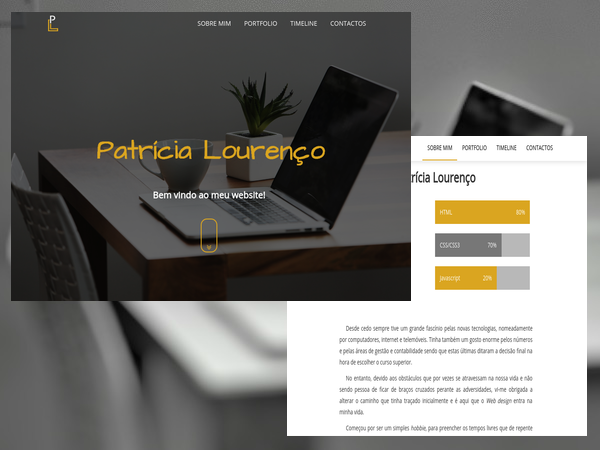 PL
SOBRE MIM PORTFOLIO TIMELINE CONTACTOS
Patrícia Lourenço
Bem vindo ao meu website!
SOBRE MIM PORTFOLIO TIMELINE CONTACTOS
trícia Lourenço
HTML 80%
CSS/CSS3 70%
Javascript 20%
Desde cedo sempre tive um grande fascínio pelas novas tecnologias, nomeadamente
por computadores, internet e telemóveis. Tinha também um gosto enorme pelos números
e pelas áreas de gestão e contabilidade sendo que estas últimas ditaram a decisão final na
hora de escolher o curso superior.
No entanto, devido aos obstáculos que por vezes se atravessam na nossa vida e não
sendo pessoa de ficar de braços cruzados perante as adversidades, vi-me obrigada a
alterar o caminho que tinha traçado inicialmente e é aqui que o Web design entra na
minha vida.
Começou por ser um simples hobbie, para preencher os tempos livres que de repente